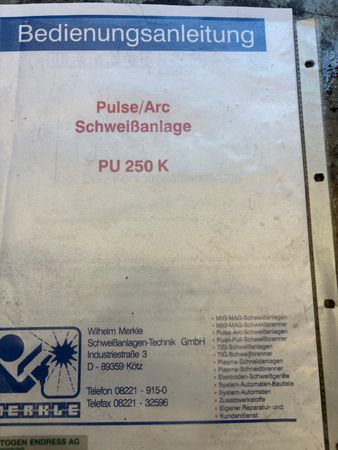 Bedienungsanleitung
Pulse/Arc
Schweißanlage
PU 250 K
Wilhelm Merkle
Schweißanlagen-Technik GmbH
Industriestraße 3
D - 89359 Kötz
Telefon 08221 - 915-0
Telefax 08221 - 32596
• MIG-MAG-Schweißanlagen
• MIG-MAG-Schweißbrenner
• Pulse-Arc-Schweißanlagen
• Push-Pull-Schweißbrenner
• TIG-Schweißanlagen
• TIG-Schweißbrenner
• Plasma-Schneidanlagen
• Plasma-Schneidbrenner
• Elektroden-Schweißgeräte
• System-Automaten-Bauteile
• System-Automaten
• Zusatzwerkstoffe
• Eigener Reparatur- und
Kundendienst
MERKLE
TOGEN ENDRESS AG